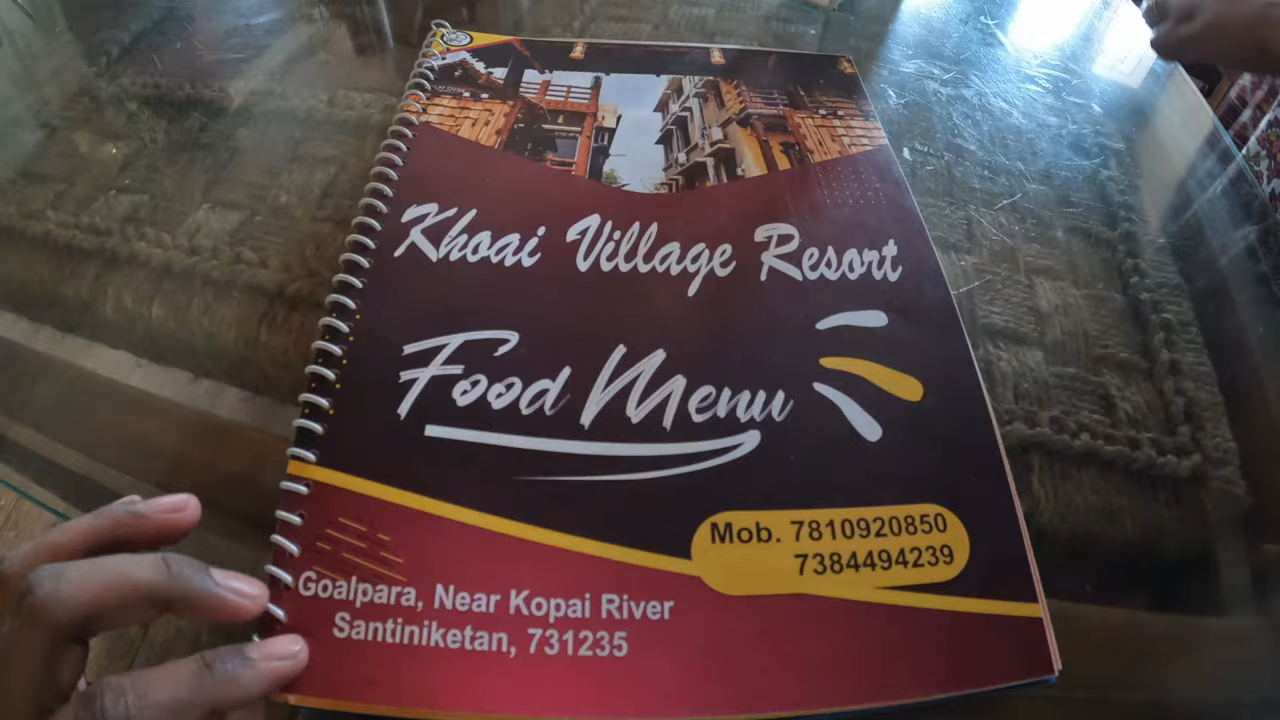 Khoai Village Resort
Food Menu
Mob. 7810920850
7384494239
Goalpara, Near Kopai River
Santiniketan, 731235